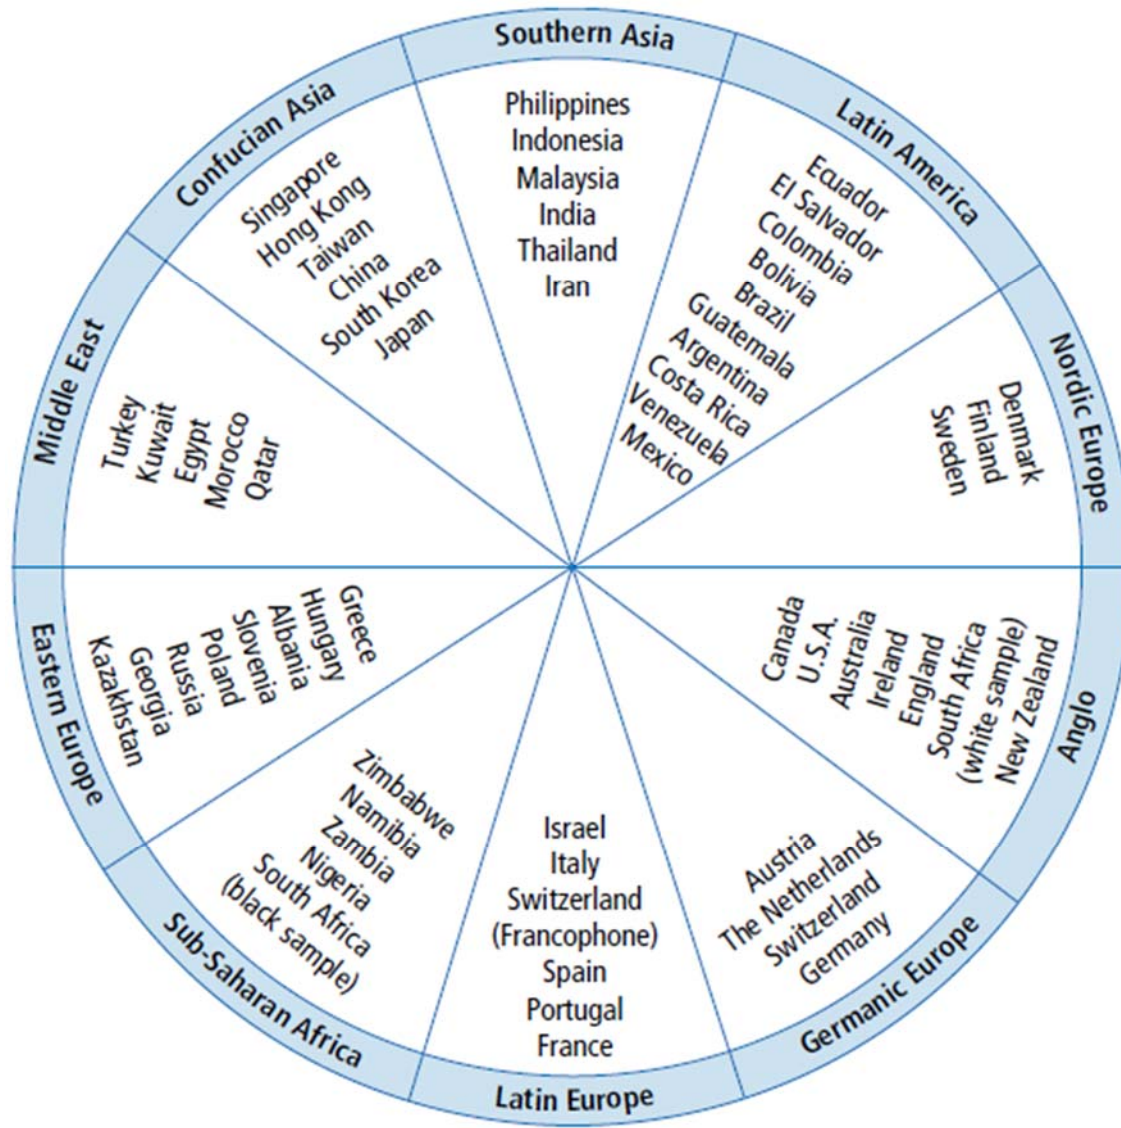 Southern Asia
Philippines
Indonesia
Malaysia
India
Thailand
Iran
Latin America
Ecuador
El Salvador
Colombia
Bolivia
Brazil
Guatemala
Argentina
Costa Rica
Venezuela
Mexico
Nordic Europe
Denmark
Finland
Sweden
Anglo
Canada
U.S.A.
Australia
Ireland
England
South Africa
(white sample)
New Zealand
Germanic Europe
Austria
The Netherlands
Switzerland
Germany
Latin Europe
Israel
Italy
Switzerland
(Francophone)
Spain
Portugal
France
Sub-Saharan Africa
Zimbabwe
Namibia
Zambia
Nigeria
South Africa
(black sample)
Eastern Europe
Greece
Hungary
Albania
Slovenia
Poland
Russia
Georgia
Kazakhstan
Middle East
Turkey
Kuwait
Egypt
Morocco
Qatar
Confucian Asia
Singapore
Hong Kong
Taiwan
China
South Korea
Japan